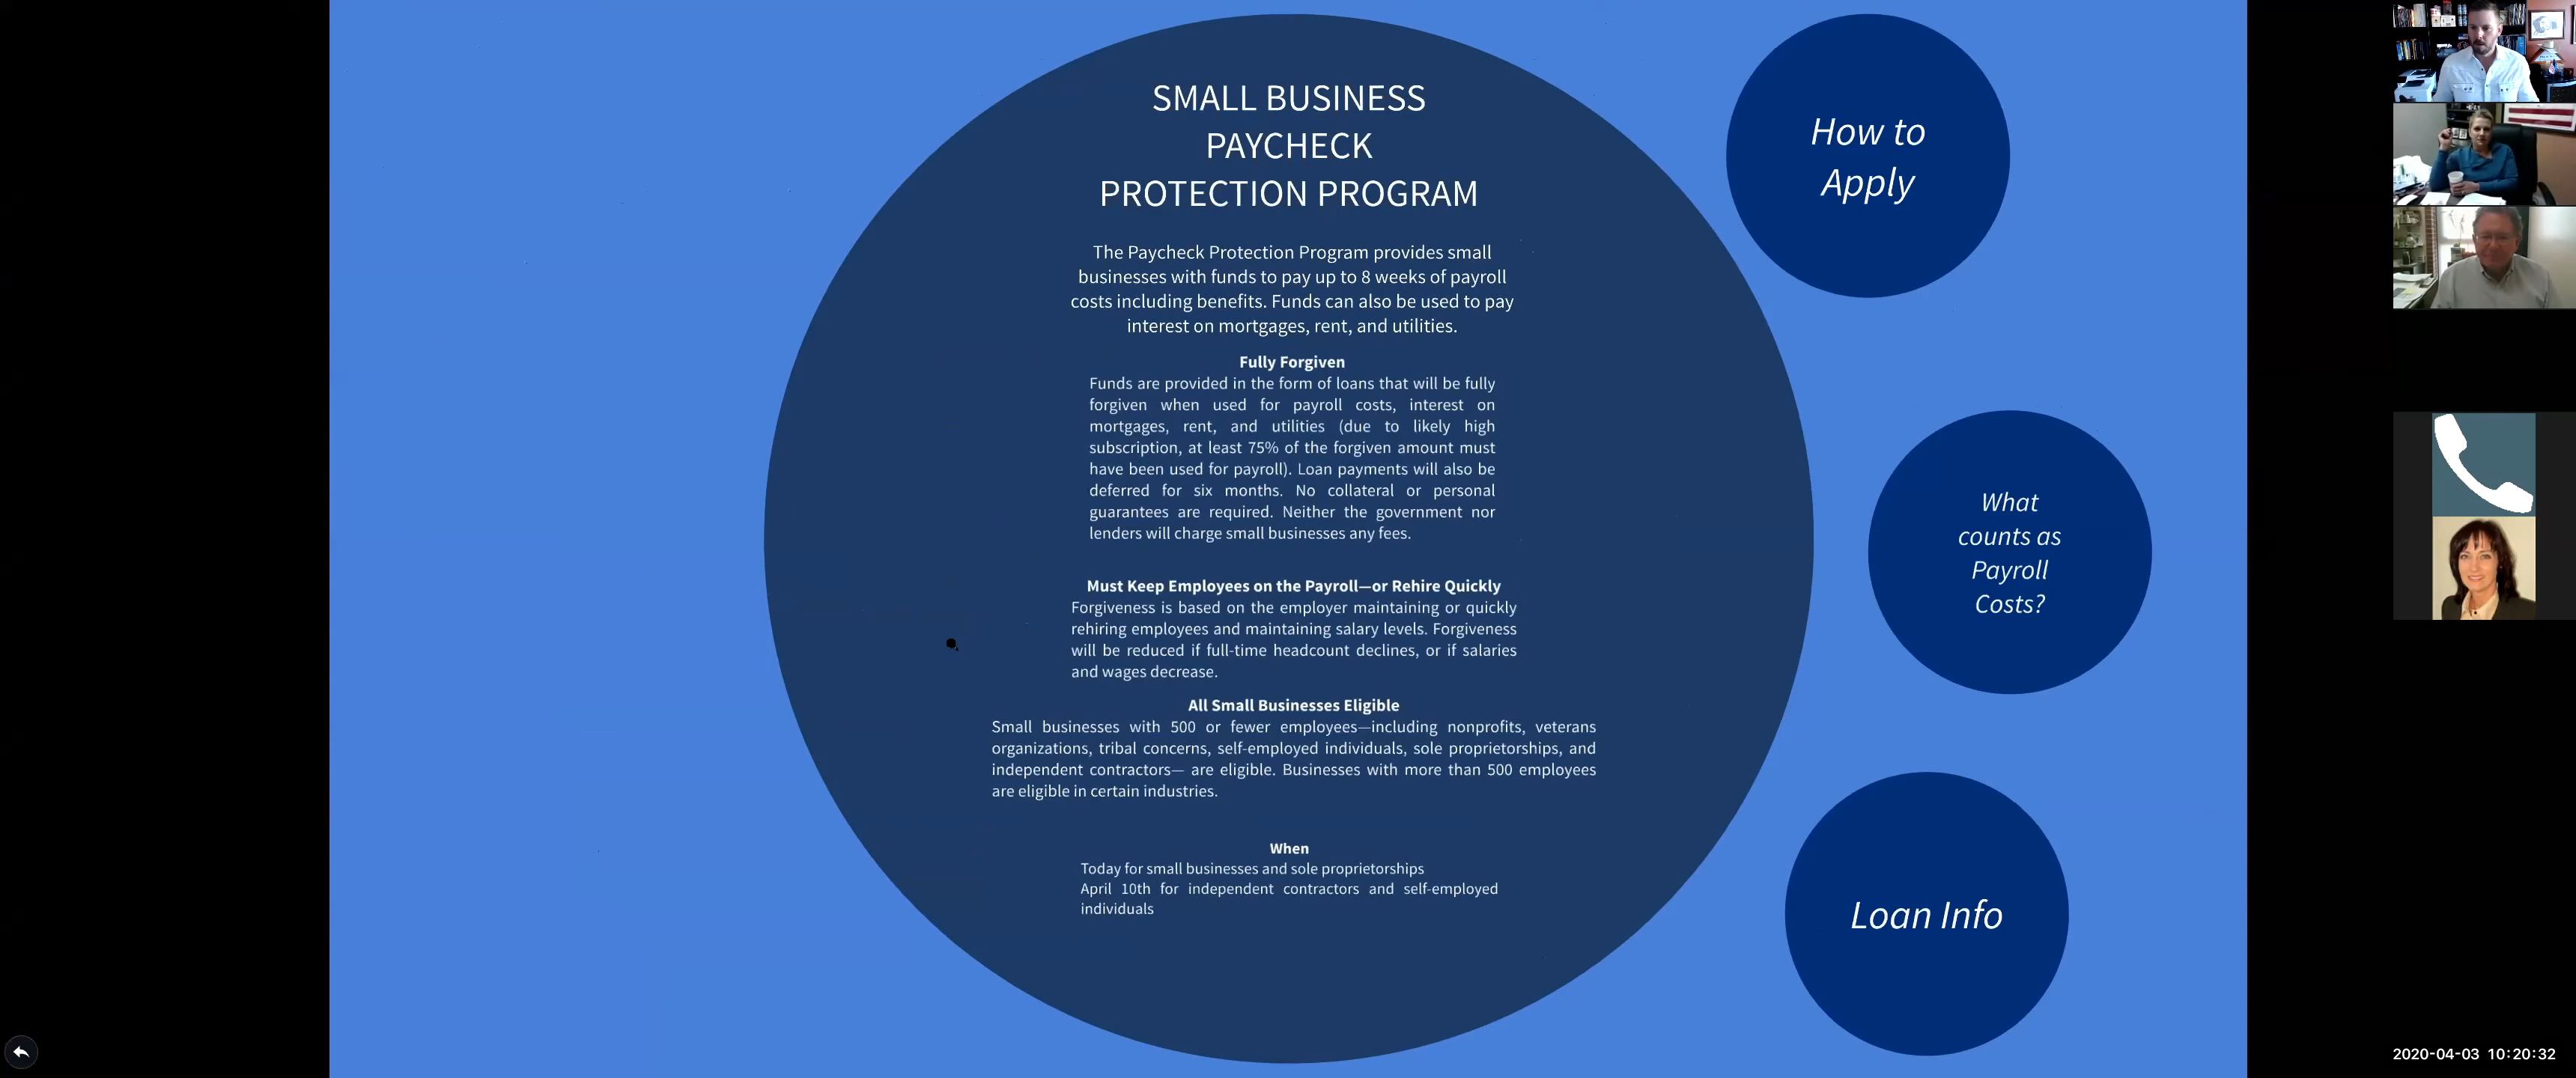 SMALL BUSINESS
PAYCHECK
PROTECTION PROGRAM
The Paycheck Protection Program provides small
businesses with funds to pay up to 8 weeks of payroll
costs including benefits. Funds can also be used to pay
interest on mortgages, rent, and utilities.
Fully Forgiven
Funds are provided in the form of loans that will be fully
forgiven when used for payroll costs, interest on
mortgages, rent, and utilities (due to likely high
subscription, at least 75% of the forgiven amount must
have been used for payroll). Loan payments will also be
deferred for six months. No collateral or personal
guarantees are required. Neither the government nor
lenders will charge small businesses any fees.
Must Keep Employees on the Payroll—or Rehire Quickly
Forgiveness is based on the employer maintaining or quickly
rehiring employees and maintaining salary levels. Forgiveness
will be reduced if full-time headcount declines, or if salaries
and wages decrease.
All Small Businesses Eligible
Small businesses with 500 or fewer employees—including nonprofits, veterans
organizations, tribal concerns, self-employed individuals, sole proprietorships, and
independent contractors— are eligible. Businesses with more than 500 employees
are eligible in certain industries.
When
Today for small businesses and sole proprietorships
April 10th for independent contractors and self-employed
individuals
How to
Apply
What
counts as
Payroll
Costs?
Loan Info
2020-04-03 10:20:32